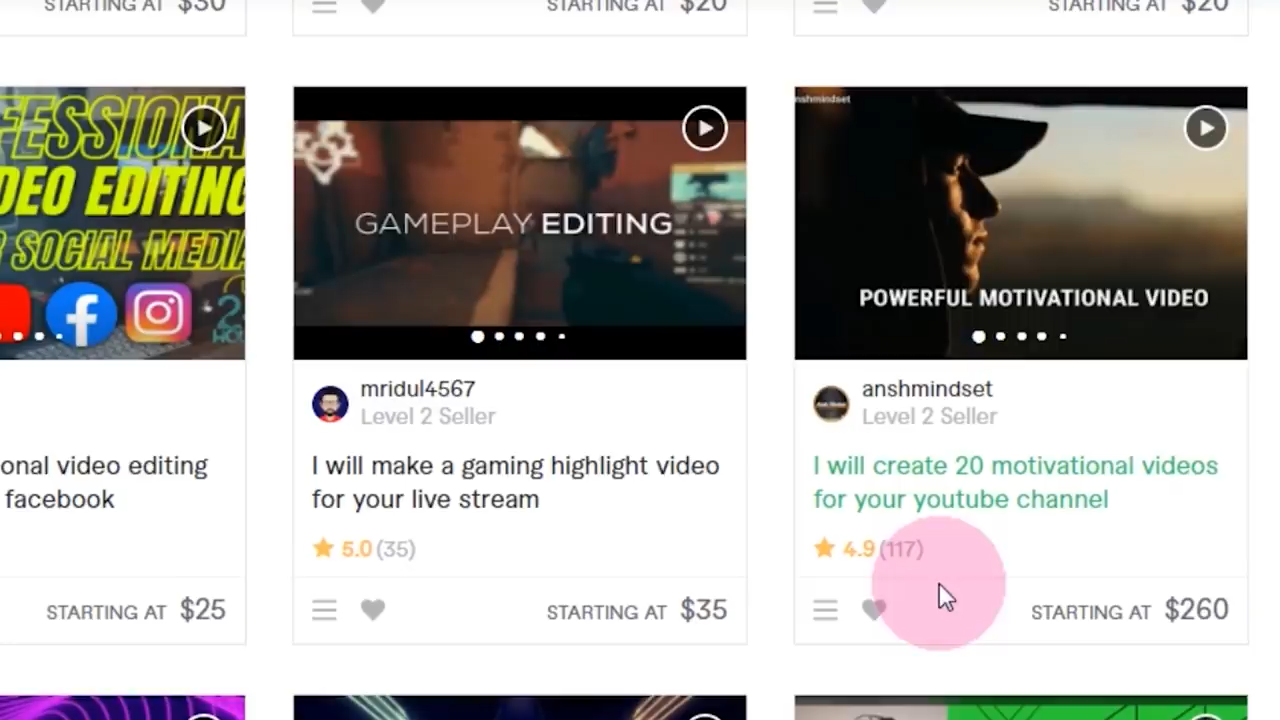 STARTING AT $30
STARTING AT $20
STARTING AT $20
FESSIONA
DEO EDITING
R SOCIAL MEDIA
GAMEPLAY EDITING
nshmindset
POWERFUL MOTIVATIONAL VIDEO
mridul4567
Level 2 Seller
anshmindset
Level 2 Seller
onal video editing
facebook
I will make a gaming highlight video
for your live stream
I will create 20 motivational videos
for your youtube channel
5.0 (35)
4.9 (117)
STARTING AT $25
STARTING AT $35
STARTING AT $260